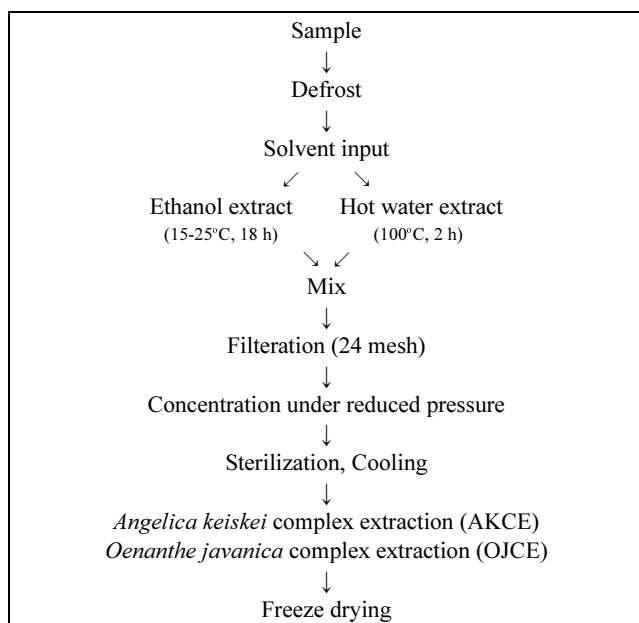 Sample
↓
Defrost
↓
Solvent input
↙ ↘
Ethanol extract Hot water extract
(15-25°C, 18 h) (100°C, 2 h)
↘ ↙
Mix
↓
Filteration (24 mesh)
↓
Concentration under reduced pressure
↓
Sterilization, Cooling
↓
Angelica keiskei complex extraction (AKCE)
Oenanthe javanica complex extraction (OJCE)
↓
Freeze drying